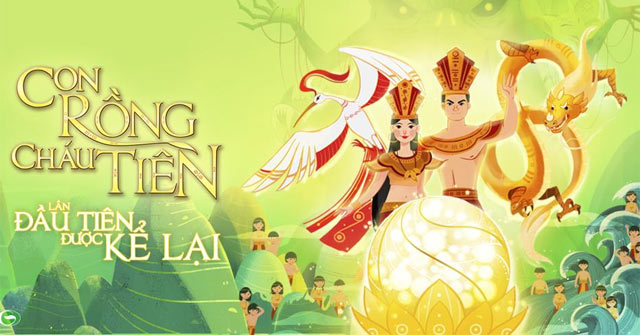 CON
RỒNG
CHÁU TIÊN
LẦN
ĐẦU TIÊN
ĐƯỢC KỂ LẠI